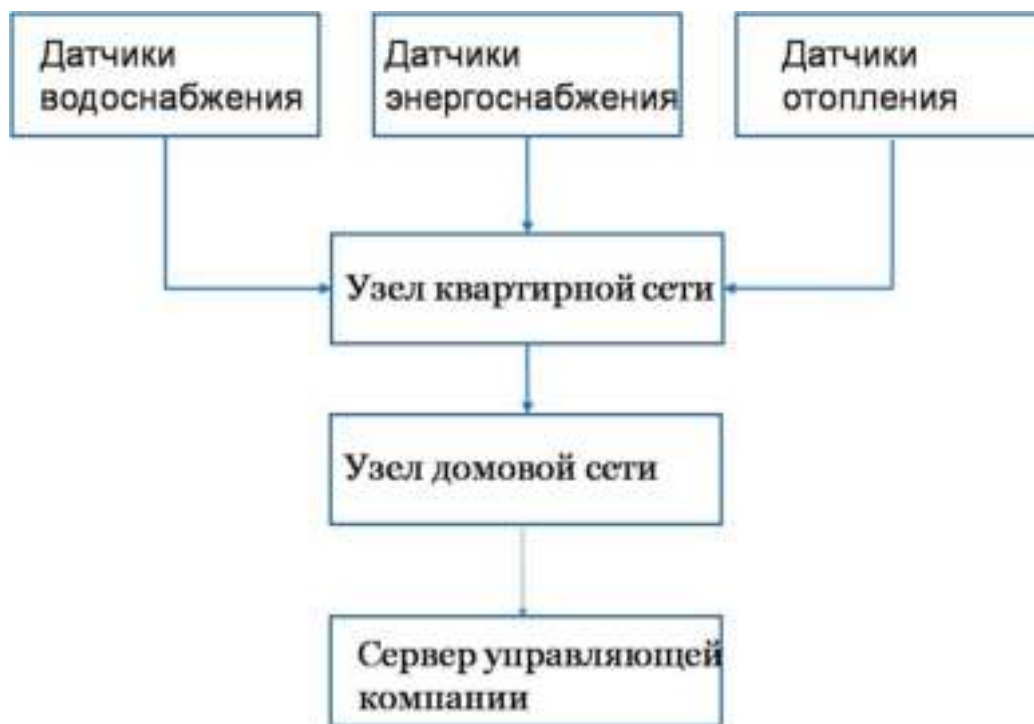 Датчики
водоснабжения
Датчики
энергоснабжения
Датчики
отопления
Узел квартирной сети
Узел домовой сети
Сервер управляющей
компании